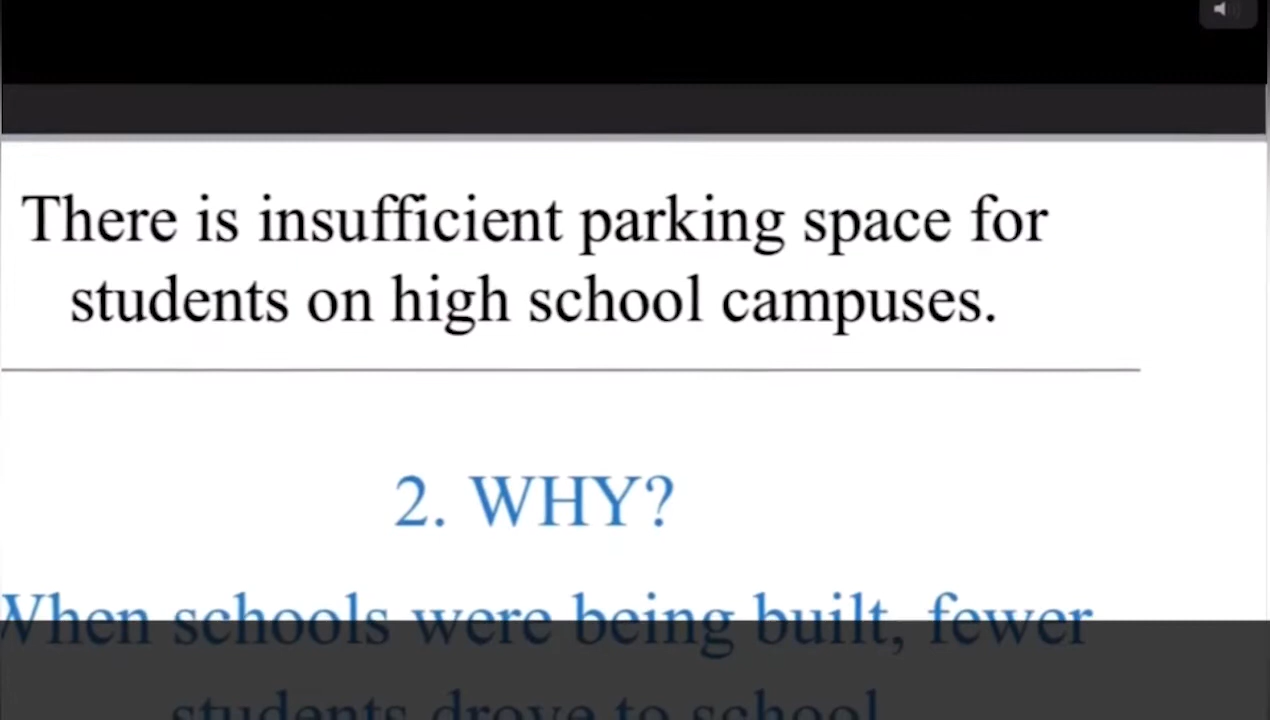 There is insufficient parking space for
students on high school campuses.
2. WHY?
When schools were being built, fewer
students drove to school